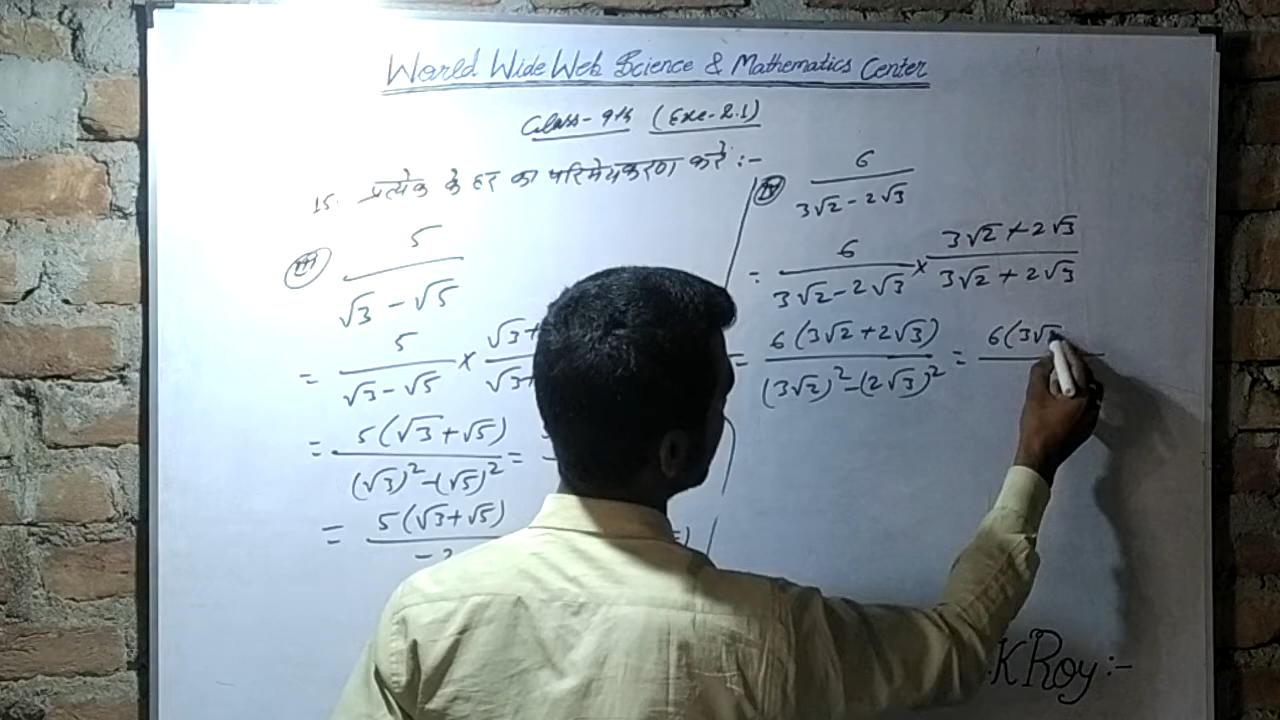 World Wide Web Science & Mathematics Center
Class-9th (Exe-2.1)
15. प्रत्येक के हर का परिमेयकरण करें :-
(iii) 5 / (√3 - √5)
= 5 / (√3 - √5) × √3+ / √3+
= 5(√3+√5) / (√3)² - (√5)² =
= 5(√3+√5) / -2
(iv) 6 / (3√2 - 2√3)
= 6 / (3√2 - 2√3) × (3√2 + 2√3) / (3√2 + 2√3)
= 6(3√2 + 2√3) / (3√2)² - (2√3)² = 6(3√2
K Roy :-